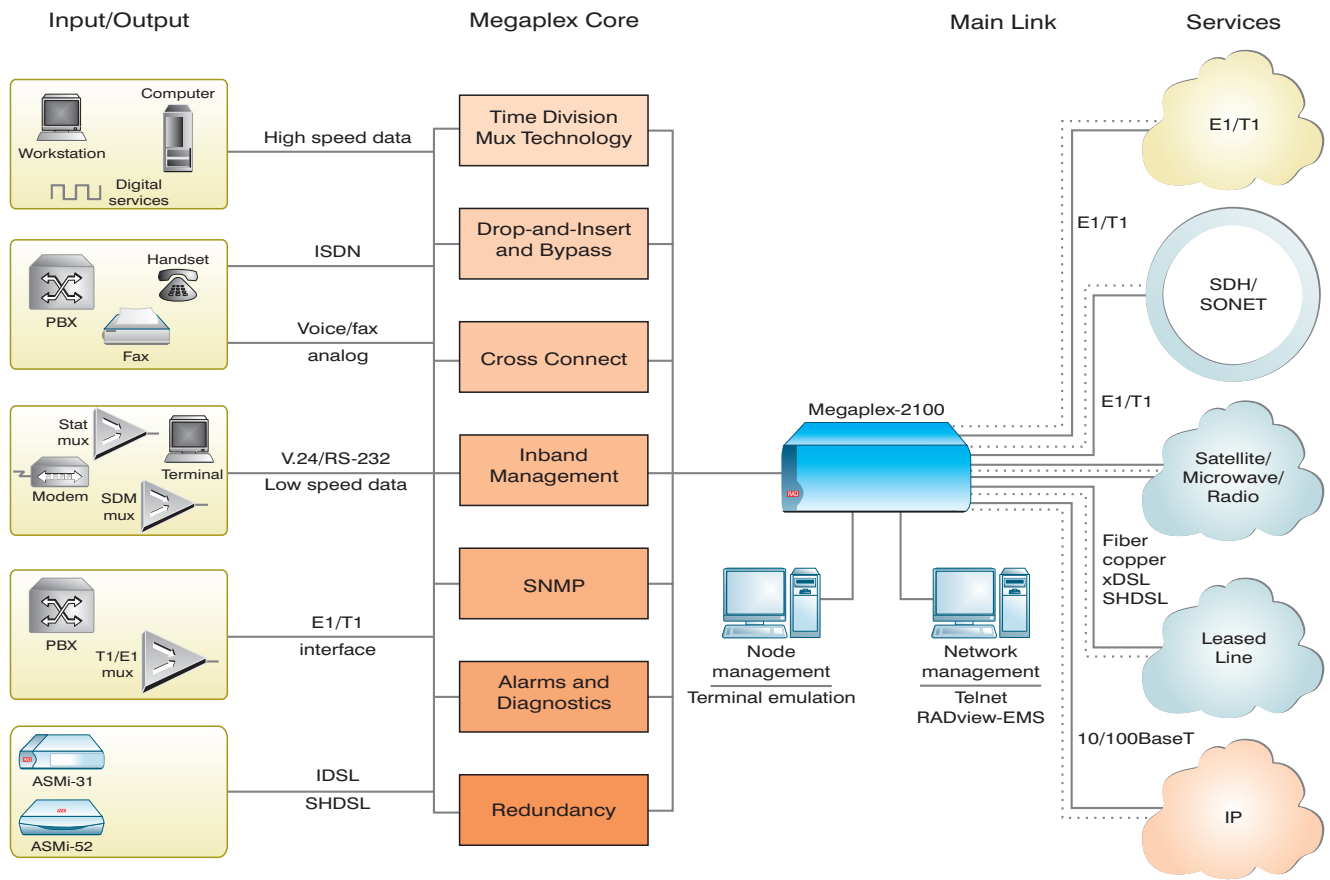 Input/Output
Megaplex Core
Main Link
Services
Computer
Workstation
Digital
services
High speed data
Handset
PBX
Fax
ISDN
Voice/fax
analog
Stat
mux
Modem
Terminal
SDM
mux
V.24/RS-232
Low speed data
PBX
T1/E1
mux
E1/T1
interface
ASMi-31
ASMi-52
IDSL
SHDSL
Time Division
Mux Technology
Drop-and-Insert
and Bypass
Cross Connect
Inband
Management
SNMP
Alarms and
Diagnostics
Redundancy
Megaplex-2100
RAD
Node
management
Terminal emulation
Network
management
Telnet
RADview-EMS
E1/T1
E1/T1
Fiber
copper
xDSL
SHDSL
10/100BaseT
E1/T1
SDH/
SONET
Satellite/
Microwave/
Radio
Leased
Line
IP